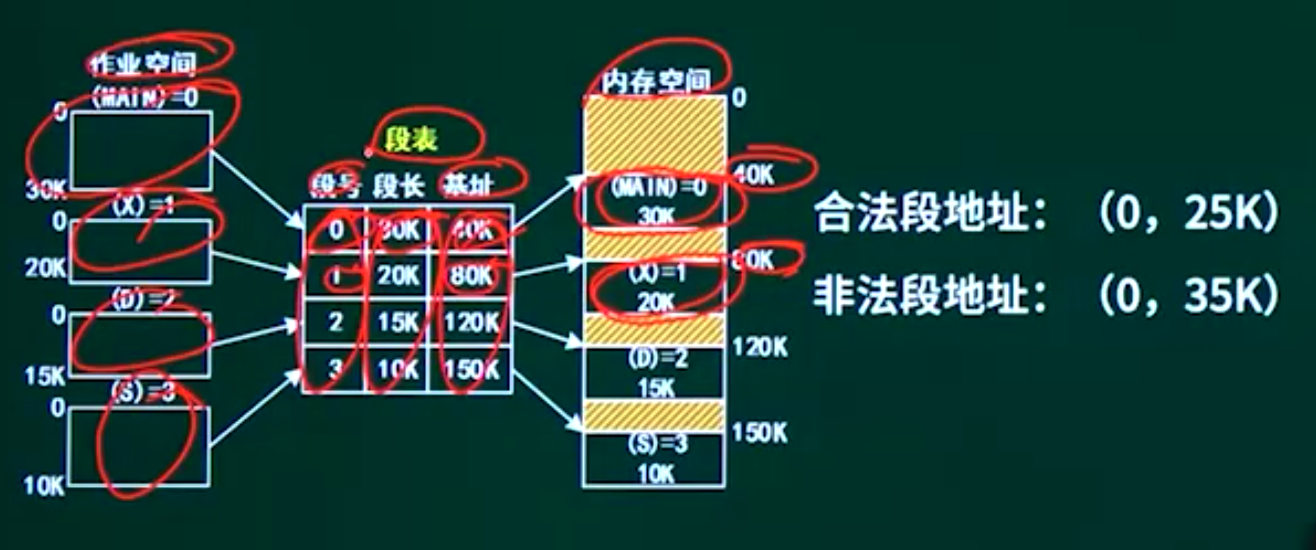 作业空间
(MAIN)=0
0
30K
(X)=1
0
20K
(D)=2
0
15K
(S)=3
0
10K
段表
段号 段长 基址
0 30K 40K
1 20K 80K
2 15K 120K
3 10K 150K
内存空间
0
40K
(MAIN)=0
30K
80K
(X)=1
20K
120K
(D)=2
15K
150K
(S)=3
10K
合法段地址：（0，25K）
非法段地址：（0，35K）